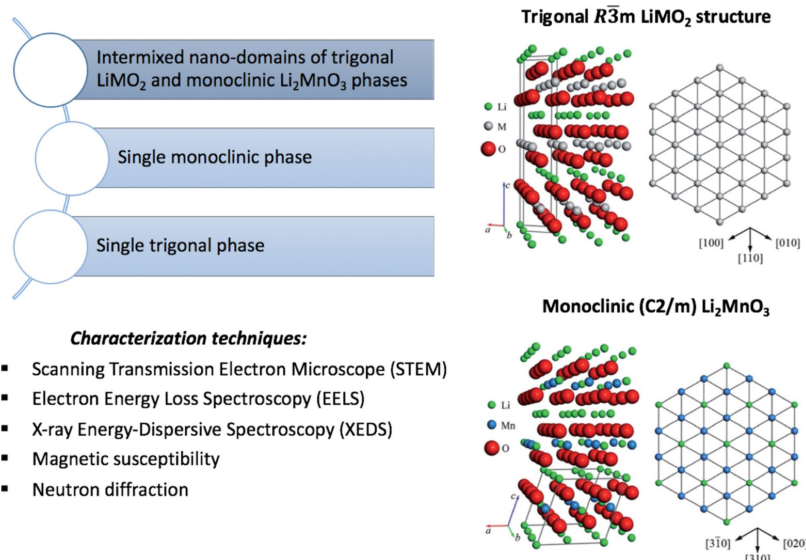 Intermixed nano-domains of trigonal
LiMO₂ and monoclinic Li₂MnO₃ phases
Single monoclinic phase
Single trigonal phase
Characterization techniques:
▪ Scanning Transmission Electron Microscope (STEM)
▪ Electron Energy Loss Spectroscopy (EELS)
▪ X-ray Energy-Dispersive Spectroscopy (XEDS)
▪ Magnetic susceptibility
▪ Neutron diffraction
Trigonal R3̅m LiMO₂ structure
Li
M
O
c
a
b
[100]
[010]
[110]
Monoclinic (C2/m) Li₂MnO₃
Li
Mn
O
c
a
b
[31̅0]
[020]
[310]